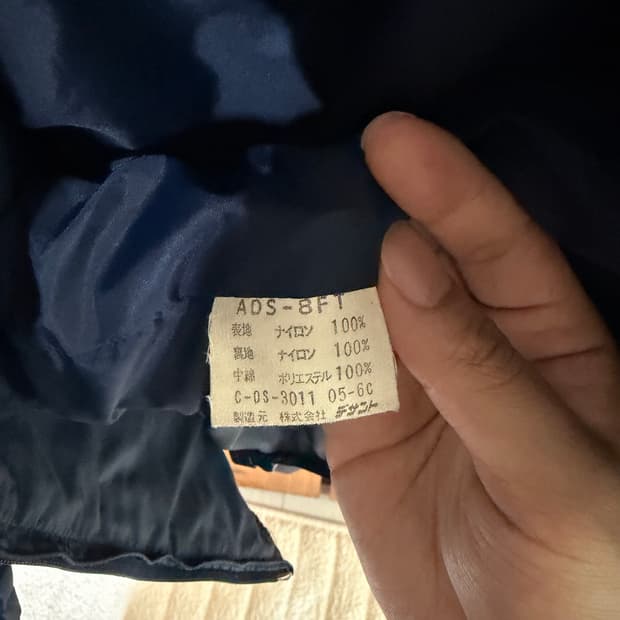 ADS-8FT
表地 ナイロン 100%
裏地 ナイロン 100%
中綿 ポリエステル 100%
C-DS-3011 05-6C
製造元 株式会社 デサント